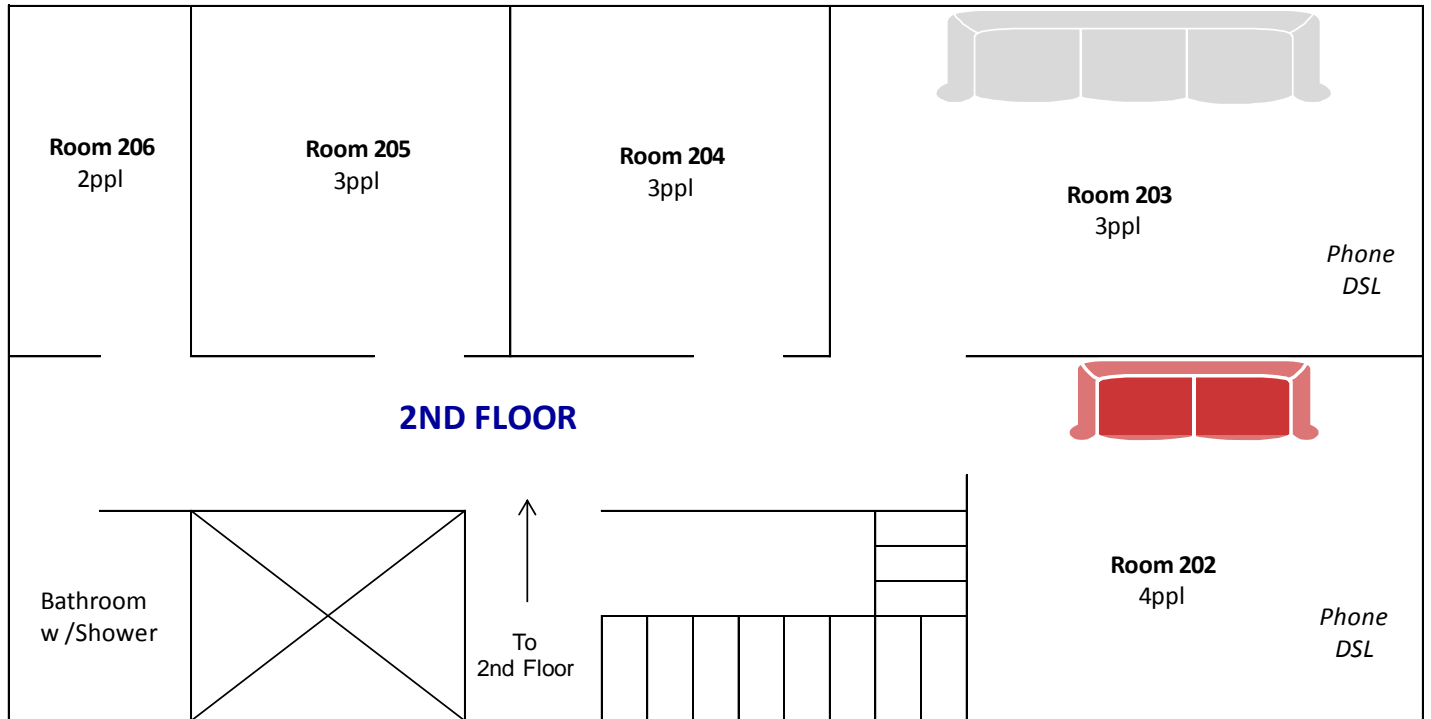 Room 206
2ppl
Room 205
3ppl
Room 204
3ppl
Room 203
3ppl
Phone
DSL
2ND FLOOR
Bathroom
w /Shower
To
2nd Floor
Room 202
4ppl
Phone
DSL